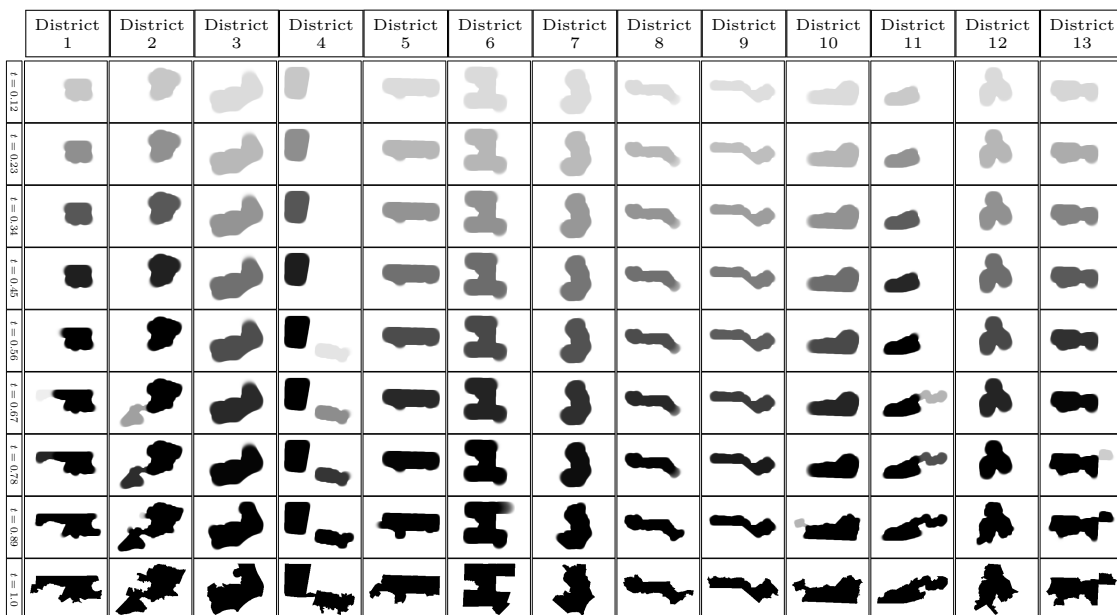 District 1
District 2
District 3
District 4
District 5
District 6
District 7
District 8
District 9
District 10
District 11
District 12
District 13
t = 0.12
t = 0.23
t = 0.34
t = 0.45
t = 0.56
t = 0.67
t = 0.78
t = 0.89
t = 1.0